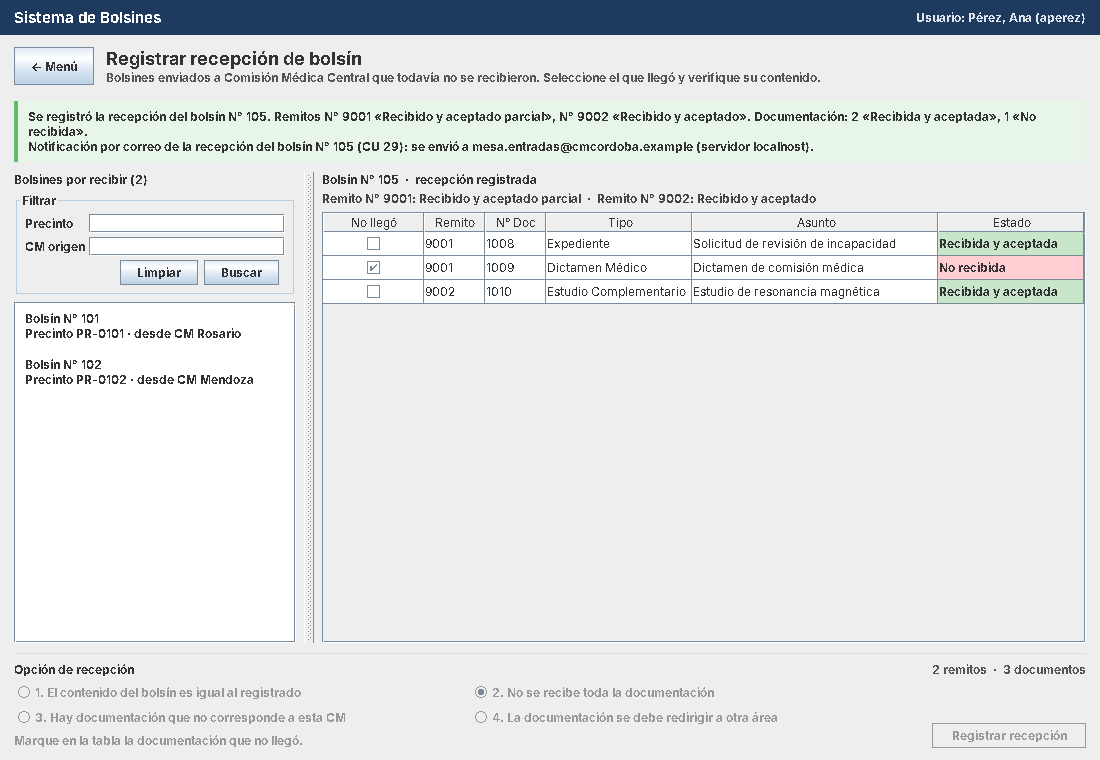 Sistema de Bolsines
Usuario: Pérez, Ana (aperez)
← Menú
Registrar recepción de bolsín
Bolsines enviados a Comisión Médica Central que todavía no se recibieron. Seleccione el que llegó y verifique su contenido.
Se registró la recepción del bolsín N° 105. Remitos N° 9001 «Recibido y aceptado parcial», N° 9002 «Recibido y aceptado». Documentación: 2 «Recibida y aceptada», 1 «No
recibida».
Notificación por correo de la recepción del bolsín N° 105 (CU 29): se envió a mesa.entradas@cmcordoba.example (servidor localhost).
Bolsines por recibir (2)
Filtrar
Precinto
CM origen
Limpiar Buscar
Bolsín N° 101
Precinto PR-0101 · desde CM Rosario
Bolsín N° 102
Precinto PR-0102 · desde CM Mendoza
Bolsín N° 105 · recepción registrada
Remito N° 9001: Recibido y aceptado parcial · Remito N° 9002: Recibido y aceptado
No llegó Remito N° Doc Tipo Asunto Estado
9001 1008 Expediente Solicitud de revisión de incapacidad Recibida y aceptada
9001 1009 Dictamen Médico Dictamen de comisión médica No recibida
9002 1010 Estudio Complementario Estudio de resonancia magnética Recibida y aceptada
Opción de recepción
2 remitos · 3 documentos
1. El contenido del bolsín es igual al registrado
2. No se recibe toda la documentación
3. Hay documentación que no corresponde a esta CM
4. La documentación se debe redirigir a otra área
Marque en la tabla la documentación que no llegó.
Registrar recepción